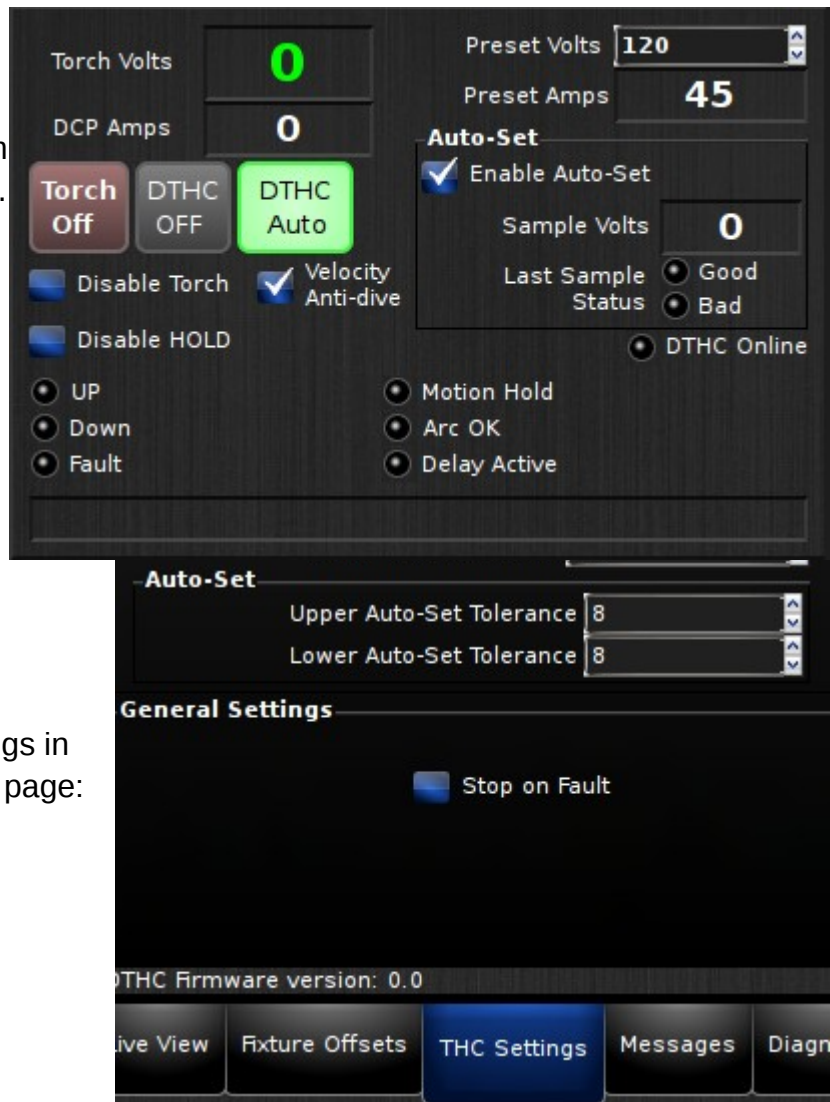 Torch Volts 0 Preset Volts 120
Preset Amps 45
DCP Amps 0
Auto-Set
Enable Auto-Set
Torch Off DTHC OFF DTHC Auto
Sample Volts 0
Disable Torch Velocity Anti-dive
Last Sample Status Good
Bad
Disable HOLD
DTHC Online
UP Motion Hold
Down Arc OK
Fault Delay Active
Auto-Set
Upper Auto-Set Tolerance 8
Lower Auto-Set Tolerance 8
General Settings
gs in
page:
Stop on Fault
DTHC Firmware version: 0.0
ive View Fixture Offsets THC Settings Messages Diagn